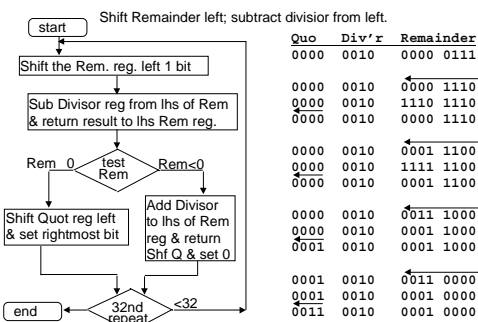 Shift Remainder left; subtract divisior from left.
start
Shift the Rem. reg. left 1 bit
Sub Divisor reg from lhs of Rem
& return result to lhs Rem reg.
Rem 0
test
Rem
Rem<0
Shift Quot reg left
& set rightmost bit
Add Divisor
to lhs of Rem
reg & return
Shf Q & set 0
end
32nd
repeat
<32
Quo Div'r Remainder
0000 0010 0000 0111
0000 0010 0000 1110
0000 0010 1110 1110
0000 0010 0000 1110
0000 0010 0001 1100
0000 0010 1111 1100
0000 0010 0001 1100
0000 0010 0011 1000
0000 0010 0001 1000
0001 0010 0001 1000
0001 0010 0011 0000
0001 0010 0001 0000
0011 0010 0001 0000